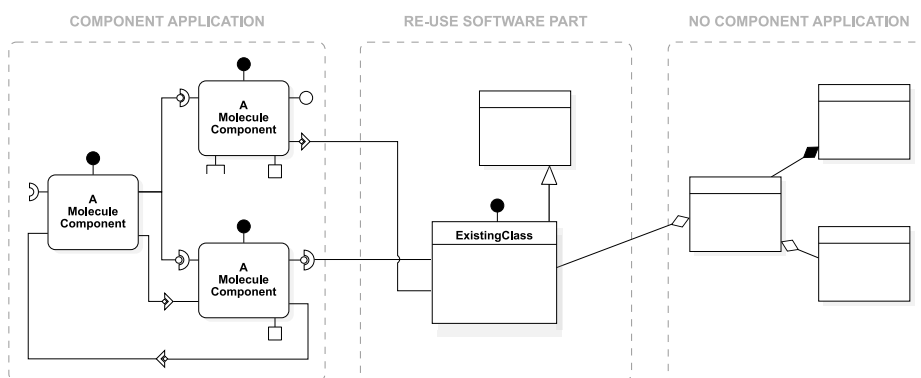 COMPONENT APPLICATION
RE-USE SOFTWARE PART
NO COMPONENT APPLICATION
A
Molecule
Component
A
Molecule
Component
A
Molecule
Component
ExistingClass